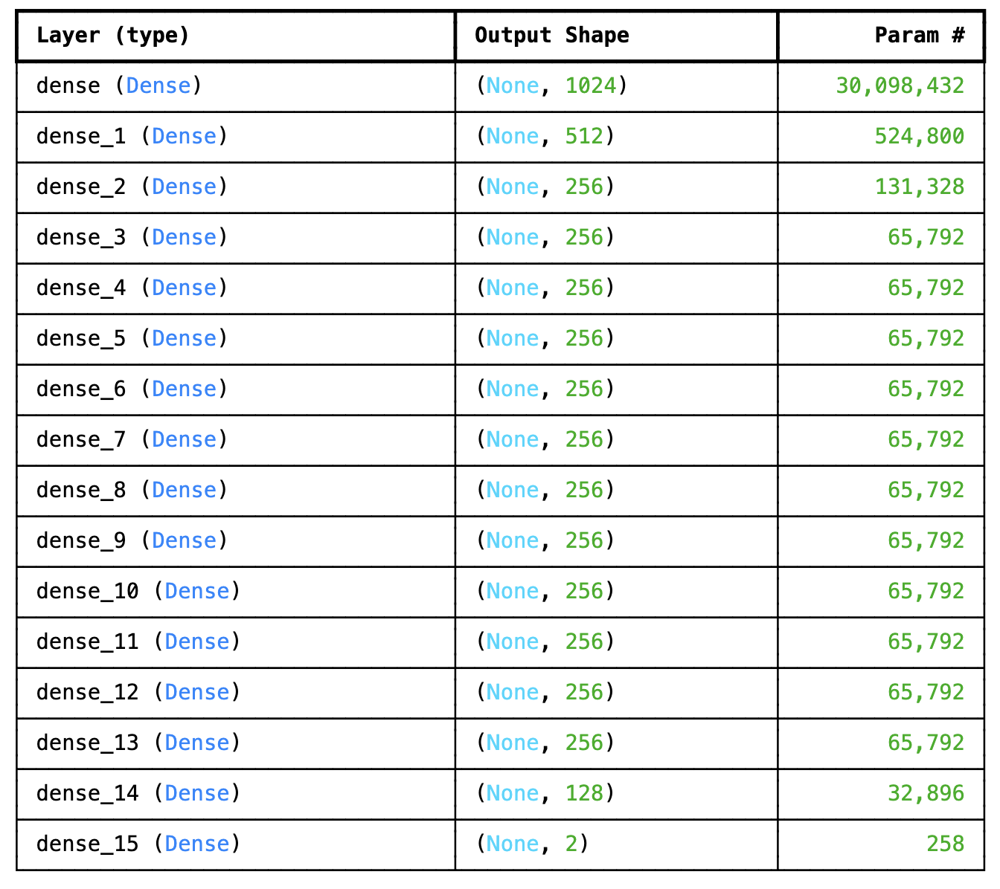 Layer (type) Output Shape Param #
dense (Dense) (None, 1024) 30,098,432
dense_1 (Dense) (None, 512) 524,800
dense_2 (Dense) (None, 256) 131,328
dense_3 (Dense) (None, 256) 65,792
dense_4 (Dense) (None, 256) 65,792
dense_5 (Dense) (None, 256) 65,792
dense_6 (Dense) (None, 256) 65,792
dense_7 (Dense) (None, 256) 65,792
dense_8 (Dense) (None, 256) 65,792
dense_9 (Dense) (None, 256) 65,792
dense_10 (Dense) (None, 256) 65,792
dense_11 (Dense) (None, 256) 65,792
dense_12 (Dense) (None, 256) 65,792
dense_13 (Dense) (None, 256) 65,792
dense_14 (Dense) (None, 128) 32,896
dense_15 (Dense) (None, 2) 258